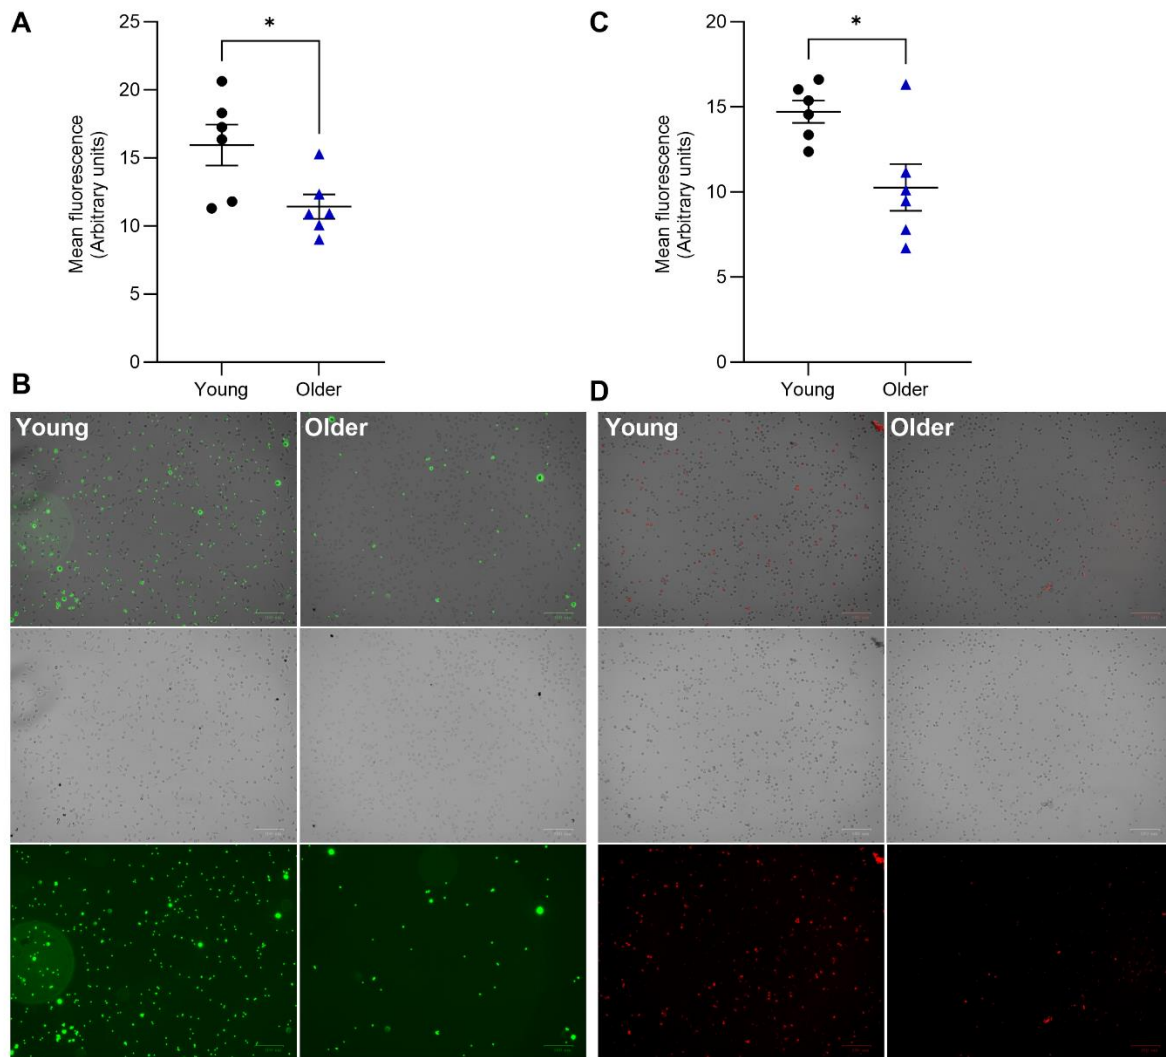 A
*
25
20
15
10
5
0
Mean fluorescence
(Arbitrary units)
Young
Older
C
*
20
15
10
5
0
Mean fluorescence
(Arbitrary units)
Young
Older
B
Young
Older
D
Young
Older